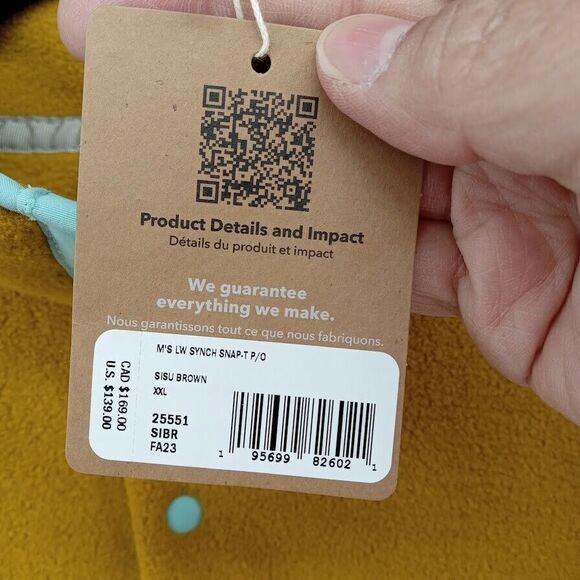 Product Details and Impact
Détails du produit et impact
We guarantee
everything we make.
Nous garantissons tout ce que nous fabriquons.
M'S LW SYNCH SNAP-T P/O
SISU BROWN
XXL
25551
SIBR
FA23
CAD $169.00
U.S. $139.00
1 95699 82602 1